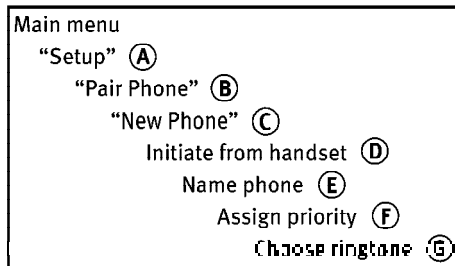 Main menu
“Setup” Ⓐ
“Pair Phone” Ⓑ
“New Phone” Ⓒ
Initiate from handset Ⓓ
Name phone Ⓔ
Assign priority Ⓕ
Choose ringtone Ⓖ